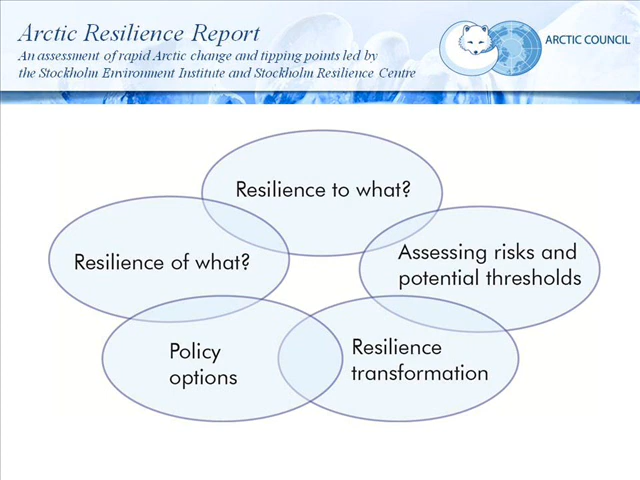 Arctic Resilience Report
An assessment of rapid Arctic change and tipping points led by
the Stockholm Environment Institute and Stockholm Resilience Centre
ARCTIC COUNCIL
Resilience to what?
Resilience of what?
Assessing risks and
potential thresholds
Policy
options
Resilience
transformation